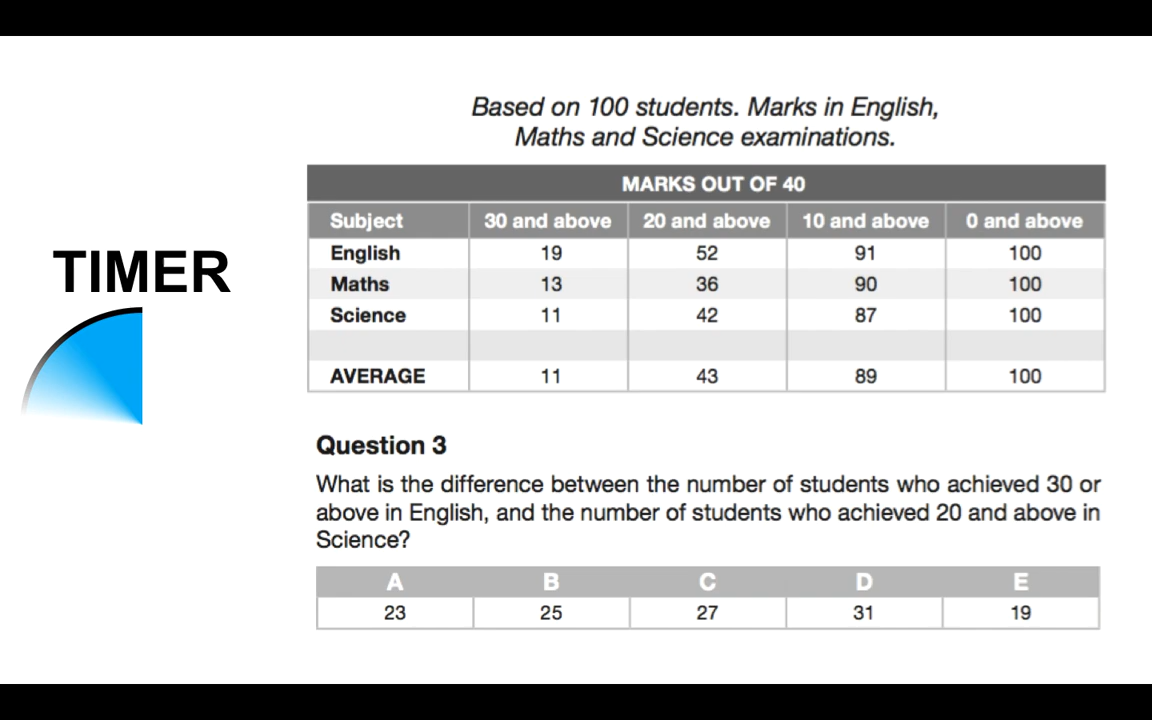 Based on 100 students. Marks in English,
Maths and Science examinations.
MARKS OUT OF 40
Subject 30 and above 20 and above 10 and above 0 and above
English 19 52 91 100
Maths 13 36 90 100
Science 11 42 87 100
AVERAGE 11 43 89 100
TIMER
Question 3
What is the difference between the number of students who achieved 30 or
above in English, and the number of students who achieved 20 and above in
Science?
A B C D E
23 25 27 31 19